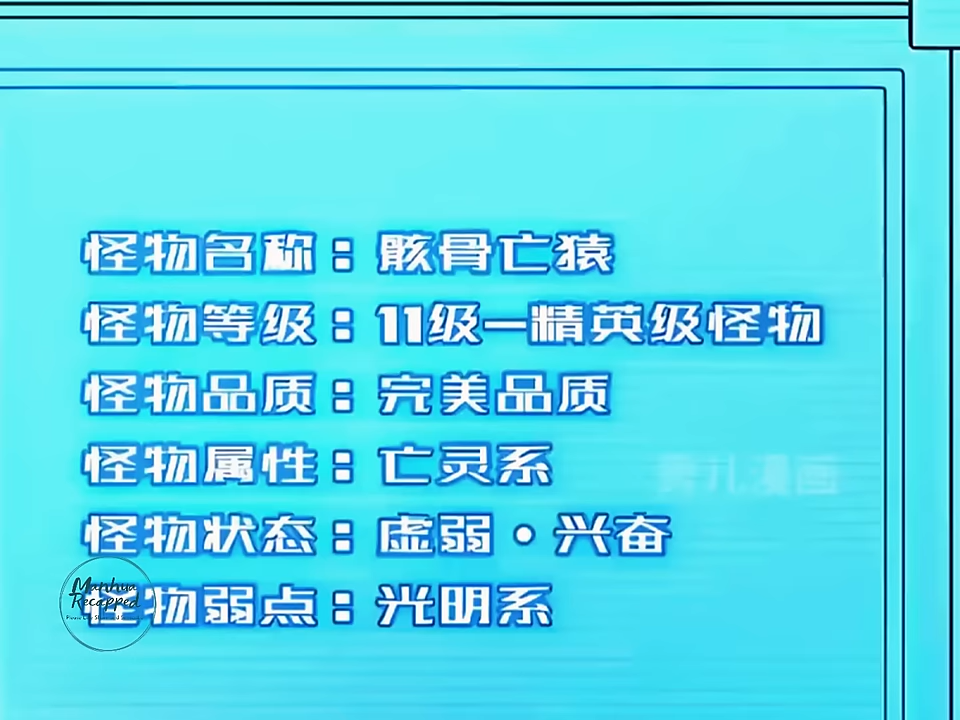 怪物名称：骸骨亡猿
怪物等级：11级—精英级怪物
怪物品质：完美品质
怪物属性：亡灵系
怪物状态：虚弱·兴奋
怪物弱点：光明系
Manhua
Recapped